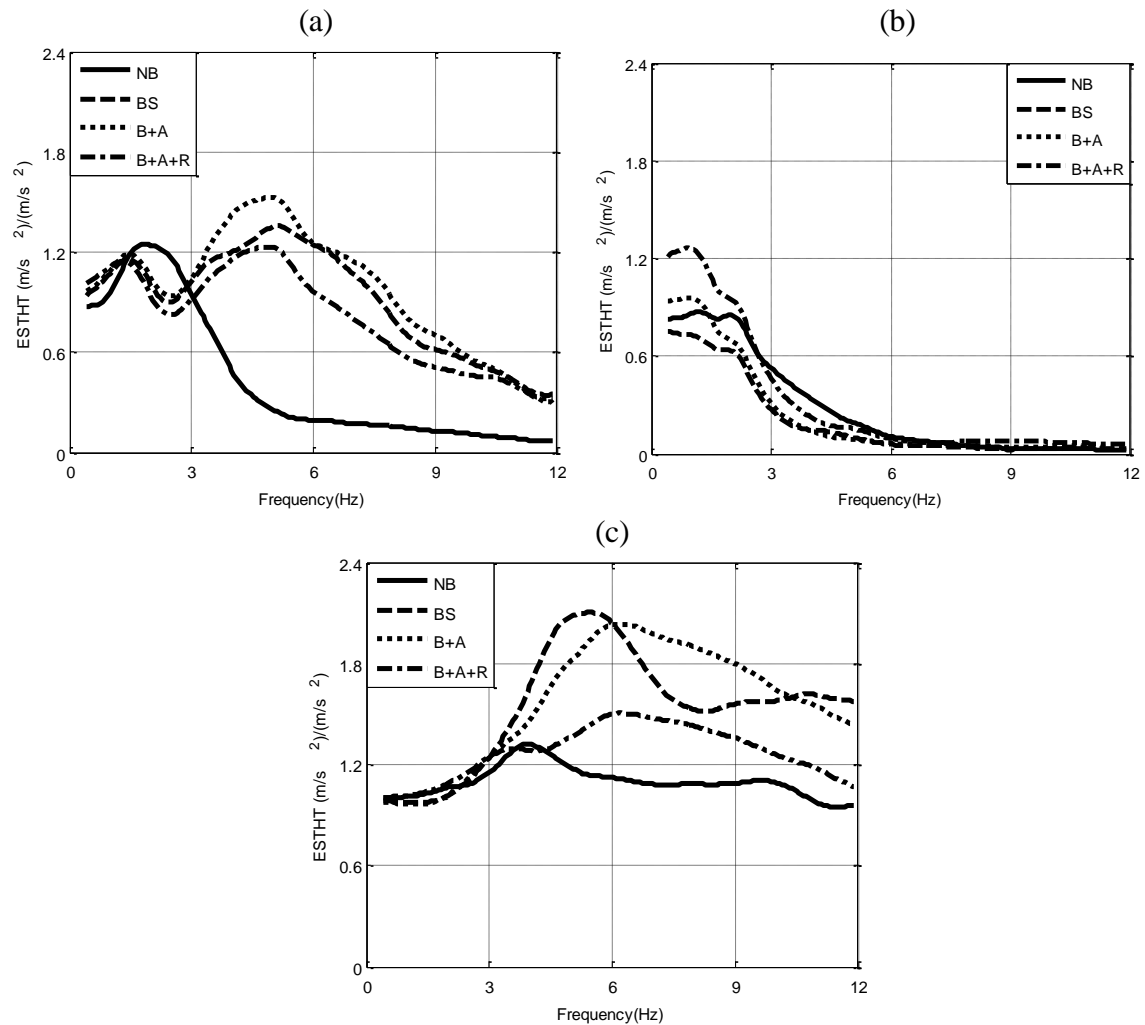 (a)
2.4
1.8
1.2
0.6
0
ESTHT (m/s 2)/(m/s 2)
NB
BS
B+A
B+A+R
0 3 6 9 12
Frequency(Hz)
(b)
2.4
1.8
1.2
0.6
0
ESTHT (m/s 2)/(m/s 2)
NB
BS
B+A
B+A+R
0 3 6 9 12
Frequency(Hz)
(c)
2.4
1.8
1.2
0.6
0
ESTHT (m/s 2)/(m/s 2)
NB
BS
B+A
B+A+R
0 3 6 9 12
Frequency(Hz)